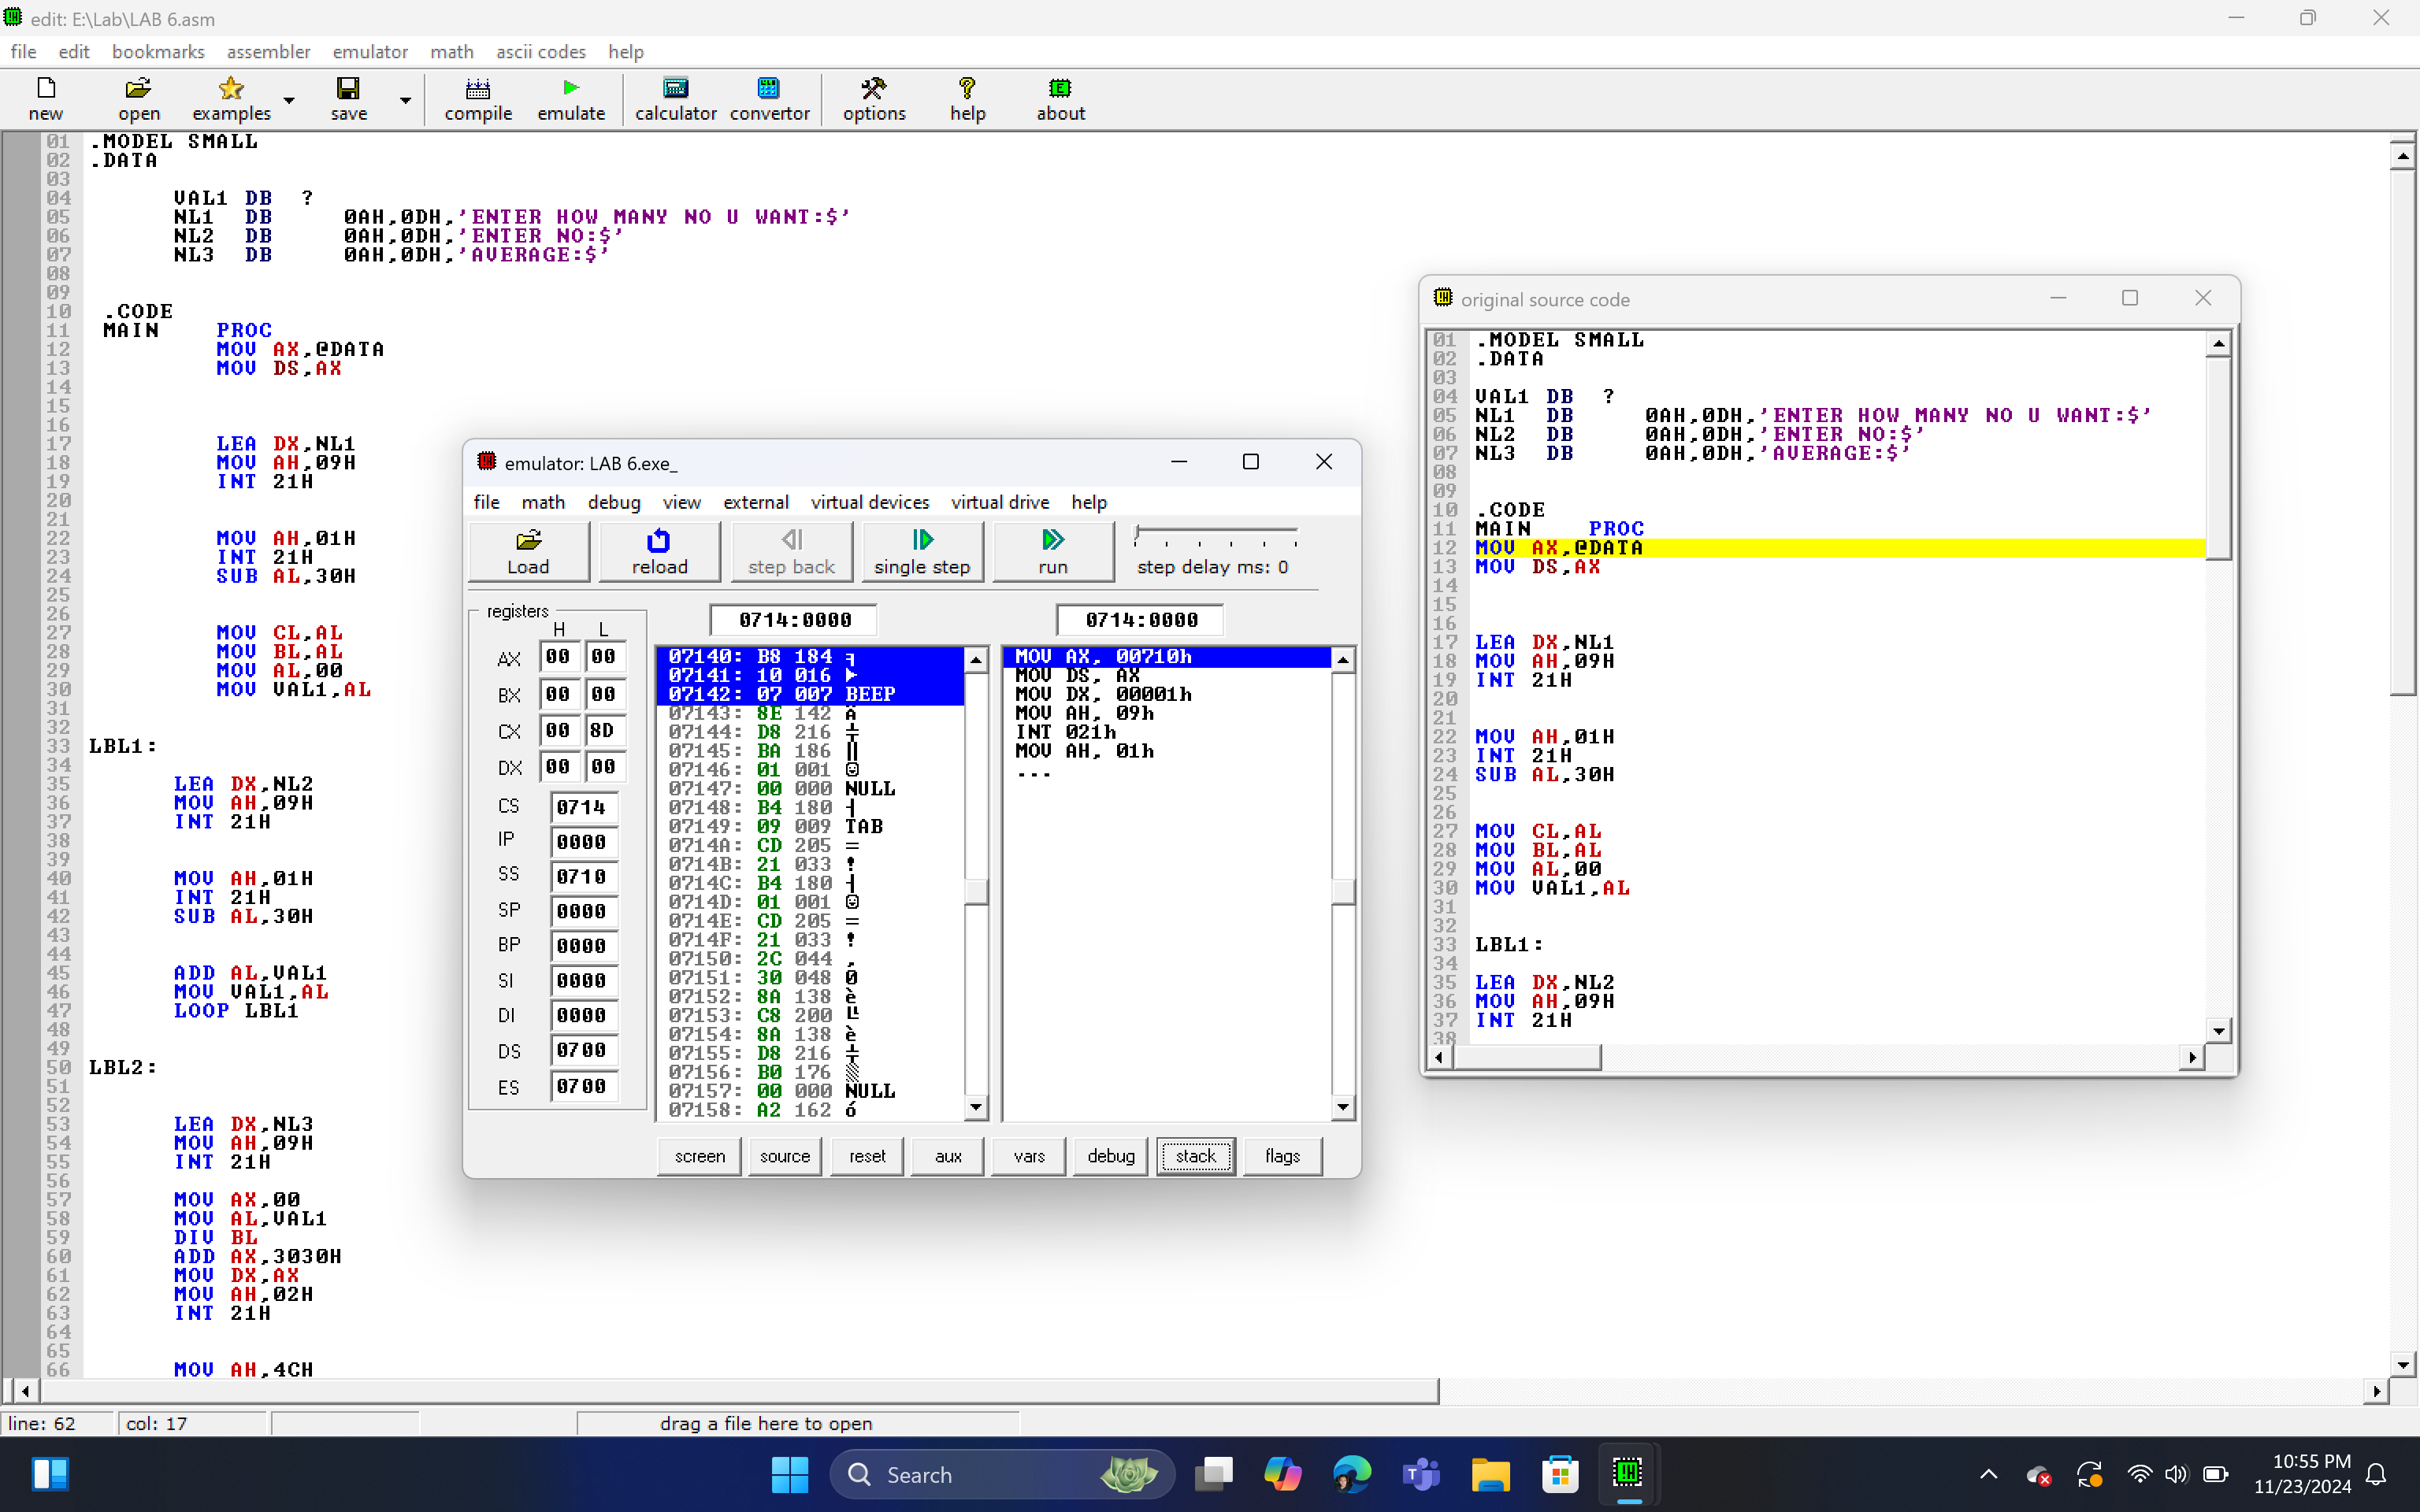 edit: E:\Lab\LAB 6.asm
file edit bookmarks assembler emulator math ascii codes help
new open examples save compile emulate calculator convertor options help about
01 .MODEL SMALL
02 .DATA
03
04 VAL1 DB ?
05 NL1 DB 0AH,0DH,'ENTER HOW MANY NO U WANT:$'
06 NL2 DB 0AH,0DH,'ENTER NO:$'
07 NL3 DB 0AH,0DH,'AVERAGE:$'
08
09
10 .CODE
11 MAIN PROC
12 MOV AX,@DATA
13 MOV DS,AX
14
15
16
17 LEA DX,NL1
18 MOV AH,09H
19 INT 21H
20
21
22 MOV AH,01H
23 INT 21H
24 SUB AL,30H
25
26
27 MOV CL,AL
28 MOV BL,AL
29 MOV AL,00
30 MOV VAL1,AL
31
32
33 LBL1:
34
35 LEA DX,NL2
36 MOV AH,09H
37 INT 21H
38
39
40 MOV AH,01H
41 INT 21H
42 SUB AL,30H
43
44
45 ADD AL,VAL1
46 MOV VAL1,AL
47 LOOP LBL1
48
49
50 LBL2:
51
52
53 LEA DX,NL3
54 MOV AH,09H
55 INT 21H
56
57 MOV AX,00
58 MOV AL,VAL1
59 DIV BL
60 ADD AX,3030H
61 MOV DX,AX
62 MOV AH,02H
63 INT 21H
64
65
66 MOV AH,4CH
emulator: LAB 6.exe_
file math debug view external virtual devices virtual drive help
Load reload step back single step run step delay ms: 0
registers
H L
AX 00 00
BX 00 00
CX 00 8D
DX 00 00
CS 0714
IP 0000
SS 0710
SP 0000
BP 0000
SI 0000
DI 0000
DS 0700
ES 0700
0714:0000
07140: B8 184 ╕
07141: 10 016 ►
07142: 07 007 BEEP
07143: 8E 142 Ä
07144: D8 216 ╪
07145: BA 186 ║
07146: 01 001 ☺
07147: 00 000 NULL
07148: B4 180 ┤
07149: 09 009 TAB
0714A: CD 205 =
0714B: 21 033 !
0714C: B4 180 ┤
0714D: 01 001 ☺
0714E: CD 205 =
0714F: 21 033 !
07150: 2C 044 ,
07151: 30 048 0
07152: 8A 138 è
07153: C8 200 ╚
07154: 8A 138 è
07155: D8 216 ╪
07156: B0 176 ░
07157: 00 000 NULL
07158: A2 162 ó
0714:0000
MOV AX, 00710h
MOV DS, AX
MOV DX, 00001h
MOV AH, 09h
INT 021h
MOV AH, 01h
...
screen source reset aux vars debug stack flags
original source code
01 .MODEL SMALL
02 .DATA
03
04 VAL1 DB ?
05 NL1 DB 0AH,0DH,'ENTER HOW MANY NO U WANT:$'
06 NL2 DB 0AH,0DH,'ENTER NO:$'
07 NL3 DB 0AH,0DH,'AVERAGE:$'
08
09
10 .CODE
11 MAIN PROC
12 MOV AX,@DATA
13 MOV DS,AX
14
15
16
17 LEA DX,NL1
18 MOV AH,09H
19 INT 21H
20
21
22 MOV AH,01H
23 INT 21H
24 SUB AL,30H
25
26
27 MOV CL,AL
28 MOV BL,AL
29 MOV AL,00
30 MOV VAL1,AL
31
32
33 LBL1:
34
35 LEA DX,NL2
36 MOV AH,09H
37 INT 21H
38
line: 62 col: 17 drag a file here to open
Search
10:55 PM
11/23/2024